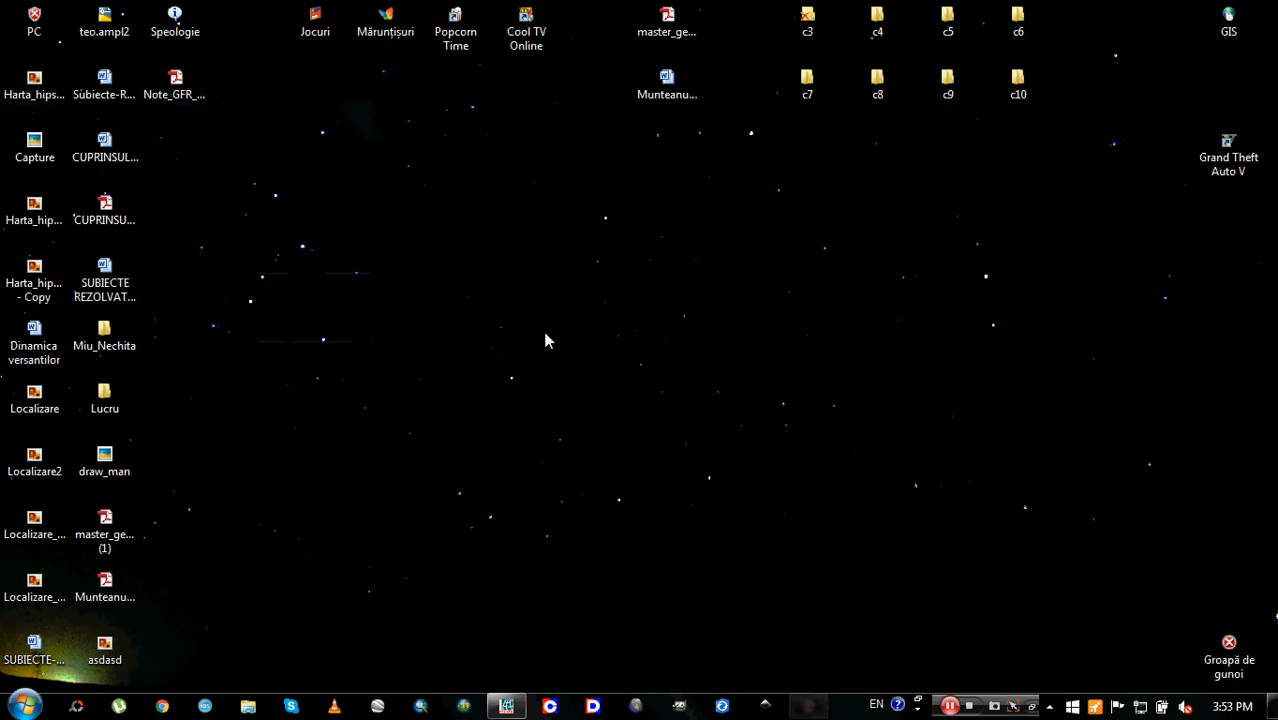 PC
teo.ampl2
Speologie
Jocuri
Mărunțișuri
Popcorn
Time
Cool TV
Online
master_ge...
c3
c4
c5
c6
GIS
Harta_hips...
Subiecte-R...
Note_GFR_...
Munteanu...
c7
c8
c9
c10
Capture
CUPRINSUL...
Grand Theft
Auto V
Harta_hip...
CUPRINSU...
Harta_hip...
- Copy
SUBIECTE
REZOLVAT...
Dinamica
versantilor
Miu_Nechita
Localizare
Lucru
Localizare2
draw_man
Localizare_...
master_ge...
(1)
Localizare_...
Munteanu...
SUBIECTE-...
asdasd
Groapă de
gunoi
EN
3:53 PM